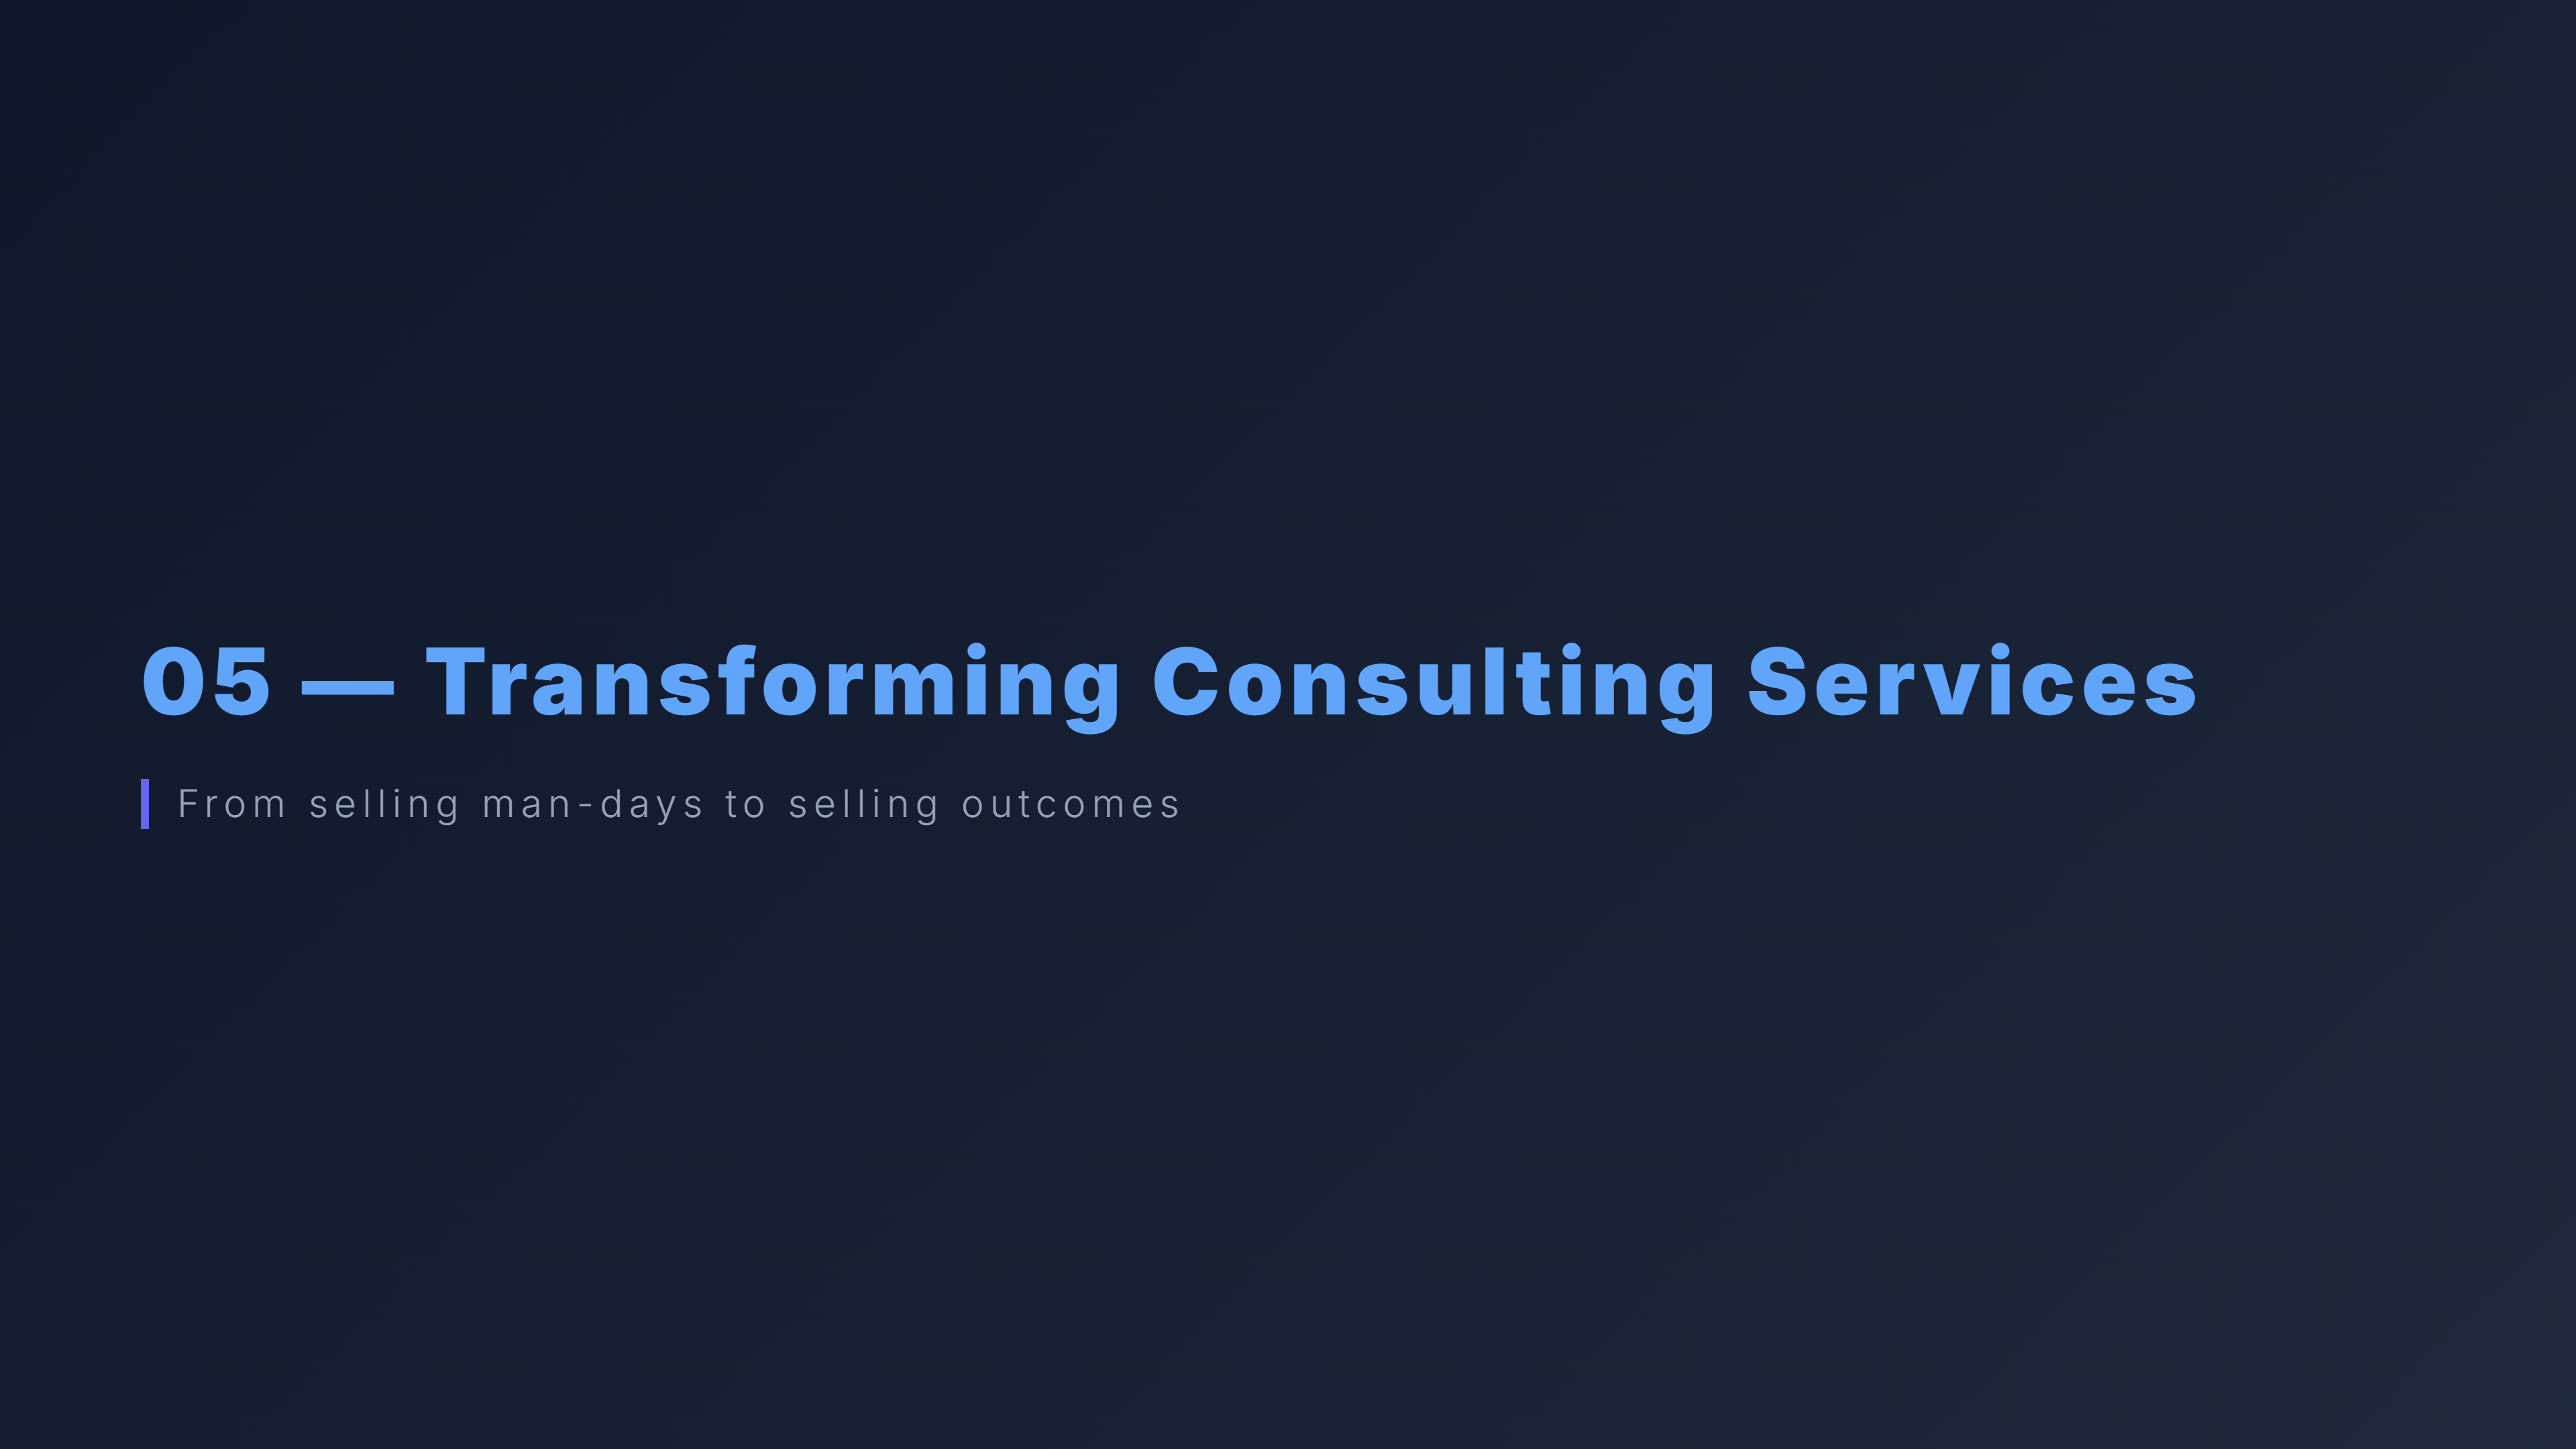 05 — Transforming Consulting Services
From selling man-days to selling outcomes